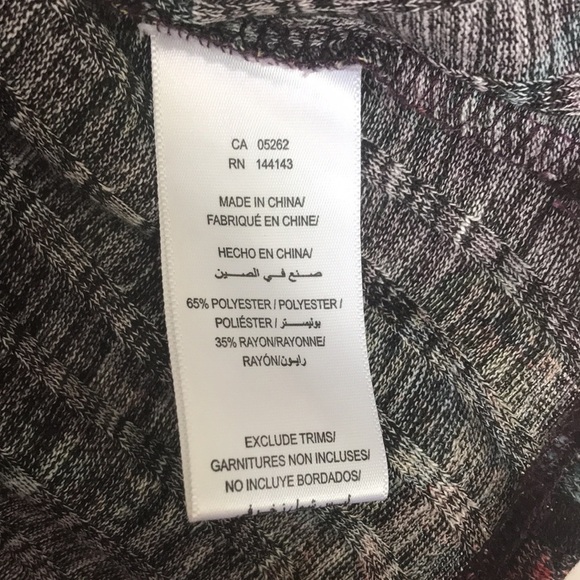 CA 05262
RN 144143
MADE IN CHINA/
FABRIQUÉ EN CHINE/
HECHO EN CHINA/
صنع في الصين
65% POLYESTER / POLYESTER /
POLIÉSTER / بوليستر
35% RAYON/RAYONNE/
RAYÓN/رايون
EXCLUDE TRIMS/
GARNITURES NON INCLUSES/
NO INCLUYE BORDADOS/